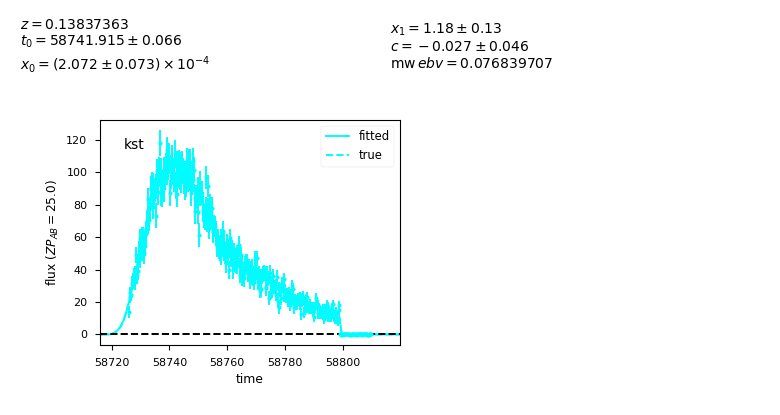 z = 0.13837363
t₀ = 58741.915 ± 0.066
x₀ = (2.072 ± 0.073) × 10⁻⁴
x₁ = 1.18 ± 0.13
c = −0.027 ± 0.046
mw ebv = 0.076839707
kst
fitted
true
flux (ZP_AB = 25.0)
120
100
80
60
40
20
0
58720 58740 58760 58780 58800
time